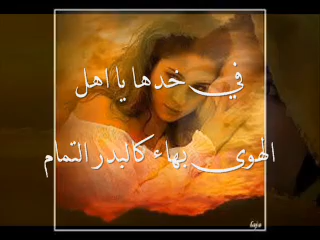 في خدها يا اهل
الهوى بهاء كالبدر التمام